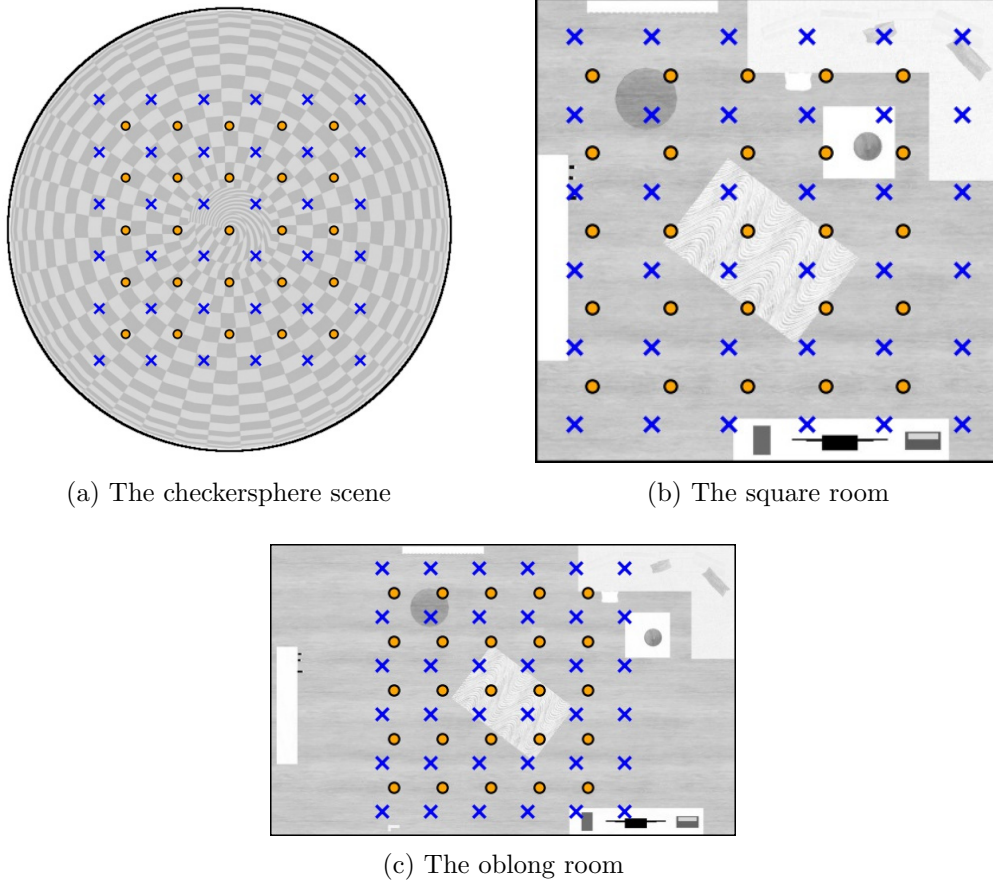 (a) The checkersphere scene
(b) The square room
(c) The oblong room